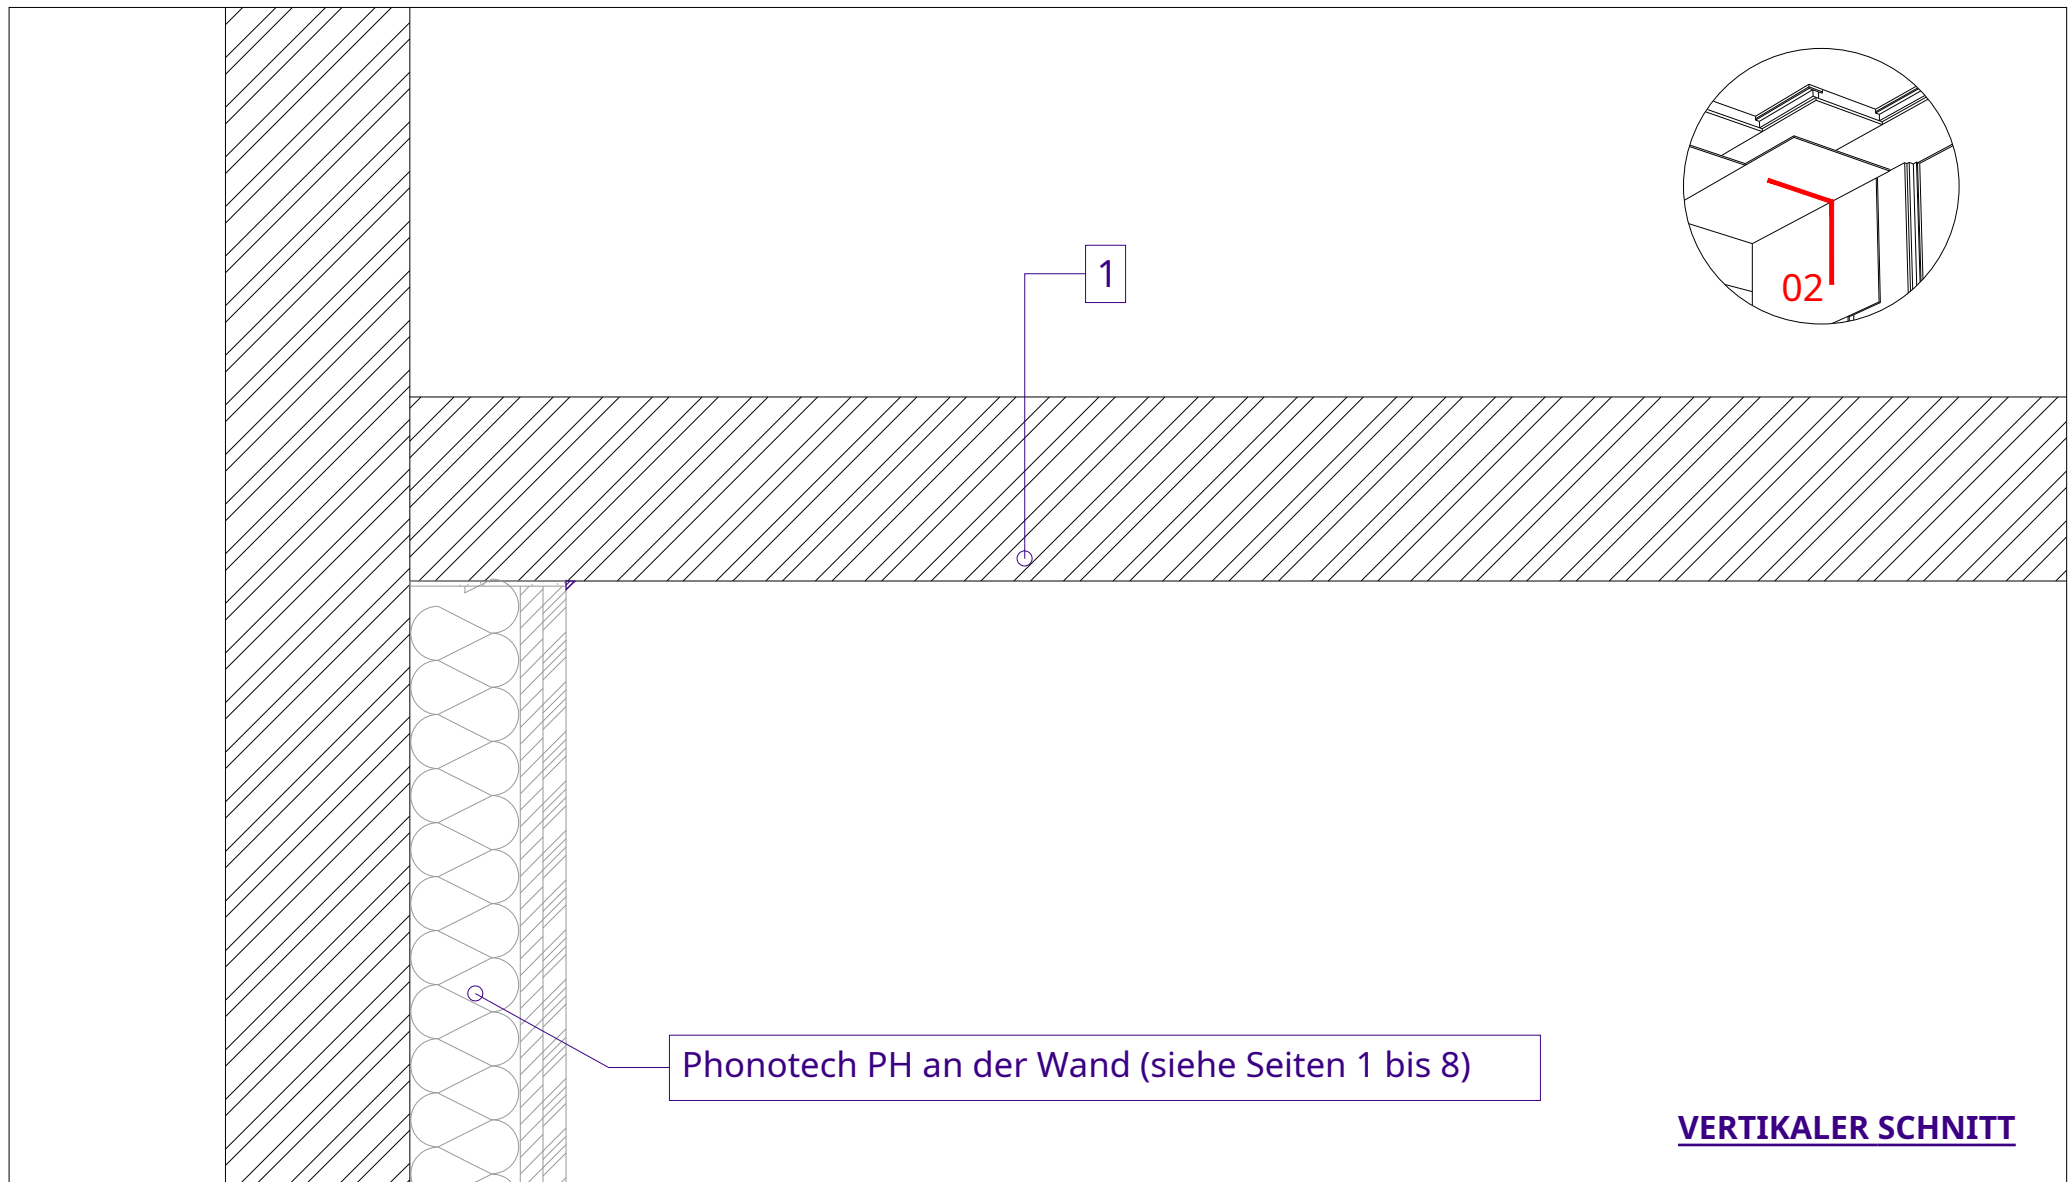 1
02
Phonotech PH an der Wand (siehe Seiten 1 bis 8)
VERTIKALER SCHNITT